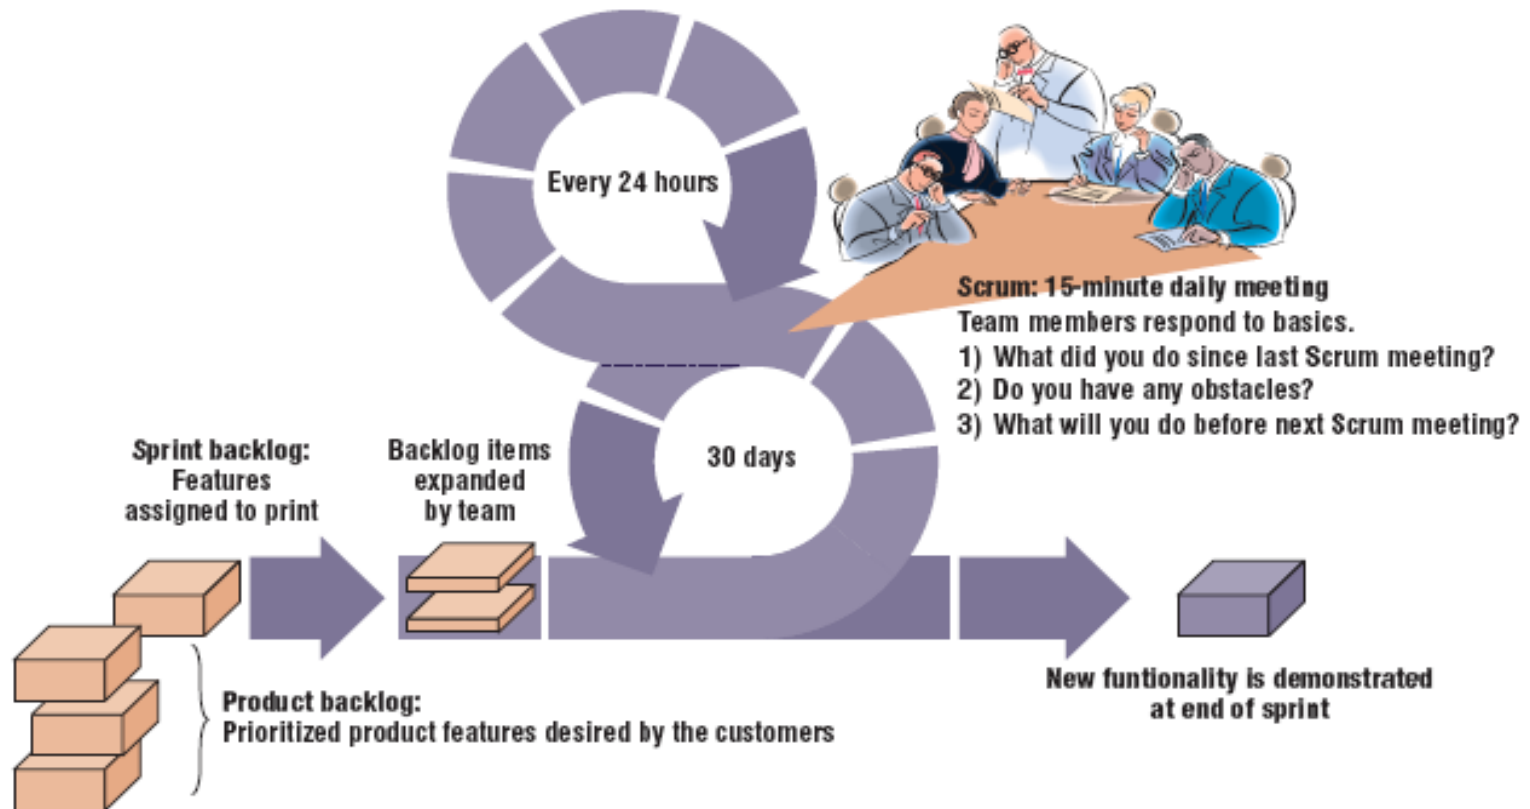 Every 24 hours
Scrum: 15-minute daily meeting
Team members respond to basics.
1) What did you do since last Scrum meeting?
2) Do you have any obstacles?
3) What will you do before next Scrum meeting?
30 days
Sprint backlog:
Features
assigned to print
Backlog items
expanded
by team
Product backlog:
Prioritized product features desired by the customers
New funtionality is demonstrated
at end of sprint